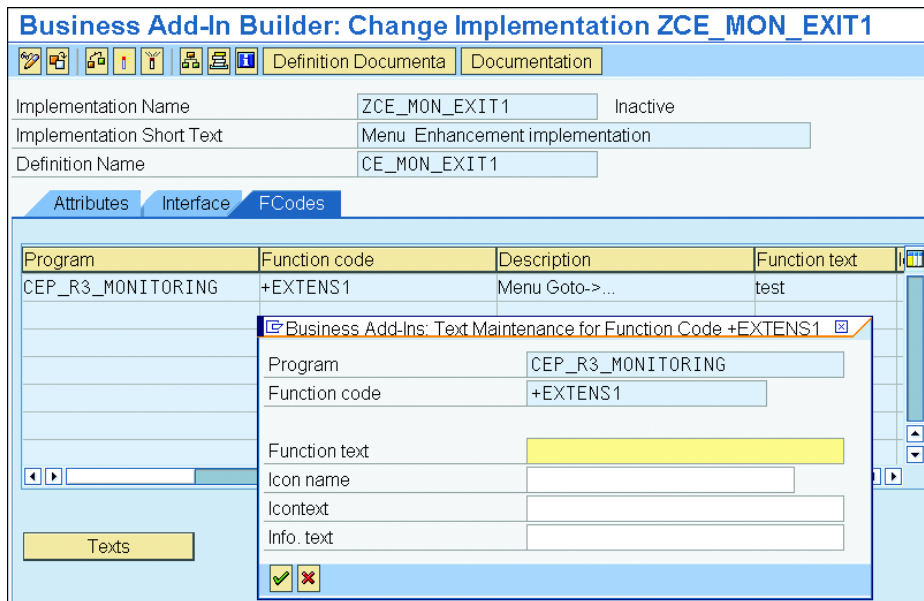 Business Add-In Builder: Change Implementation ZCE_MON_EXIT1
Definition Documenta Documentation
Implementation Name ZCE_MON_EXIT1 Inactive
Implementation Short Text Menu Enhancement implementation
Definition Name CE_MON_EXIT1
Attributes Interface FCodes
Program Function code Description Function text
CEP_R3_MONITORING +EXTENS1 Menu Goto->... test
Business Add-Ins: Text Maintenance for Function Code +EXTENS1
Program CEP_R3_MONITORING
Function code +EXTENS1
Function text
Icon name
Icontext
Info. text
Texts